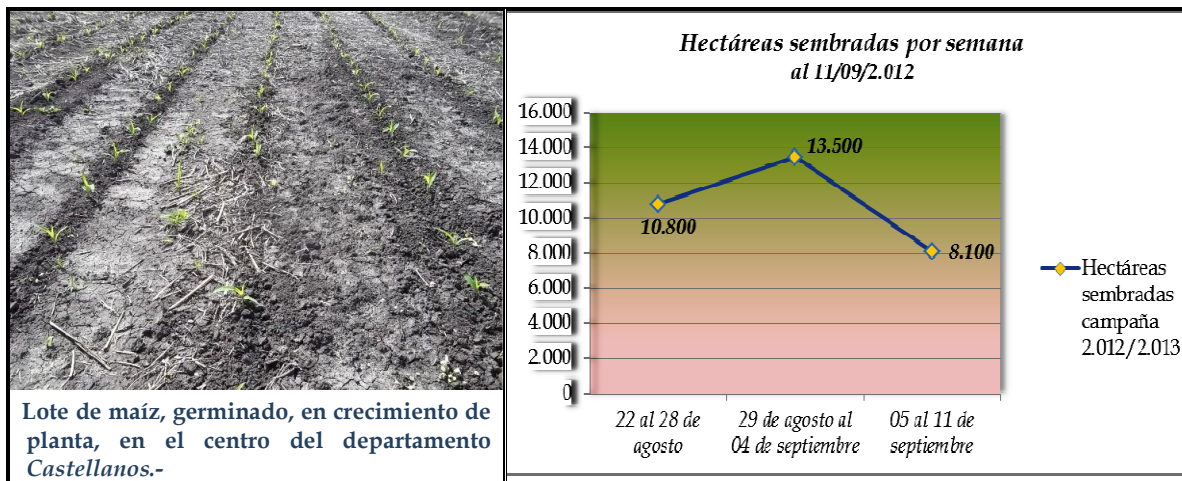 Lote de maíz, germinado, en crecimiento de
planta, en el centro del departamento
Castellanos.-
Hectáreas sembradas por semana
al 11/09/2.012
16.000
14.000
12.000
10.000
8.000
6.000
4.000
2.000
0
10.800
13.500
8.100
22 al 28 de
agosto
29 de agosto al
04 de septiembre
05 al 11 de
septiembre
Hectáreas
sembradas
campaña
2.012/2.013